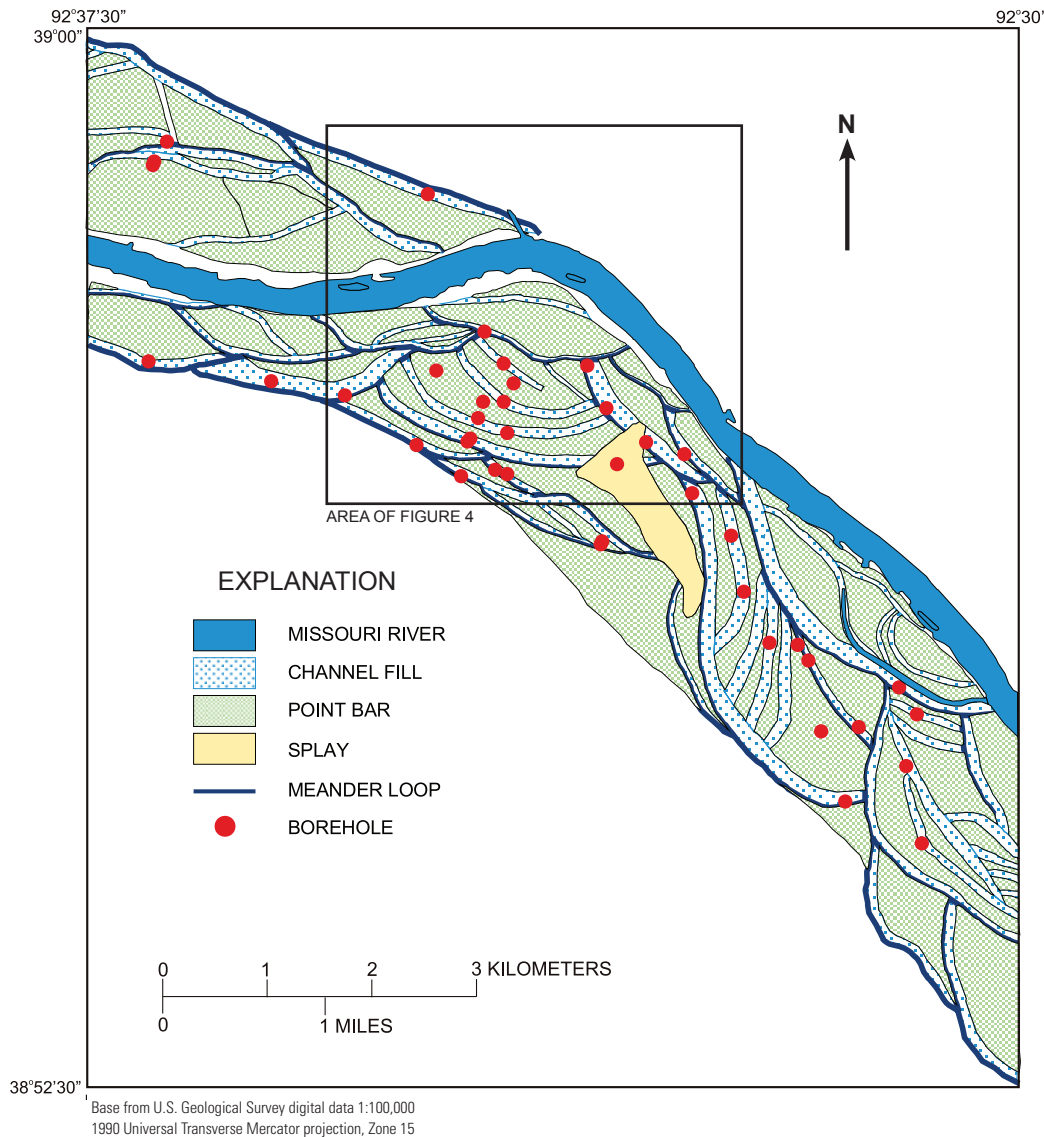 92°37'30"
92°30'
39°00'
N
AREA OF FIGURE 4
EXPLANATION
MISSOURI RIVER
CHANNEL FILL
POINT BAR
SPLAY
MEANDER LOOP
BOREHOLE
0 1 2 3 KILOMETERS
0 1 MILES
38°52'30"
Base from U.S. Geological Survey digital data 1:100,000
1990 Universal Transverse Mercator projection, Zone 15